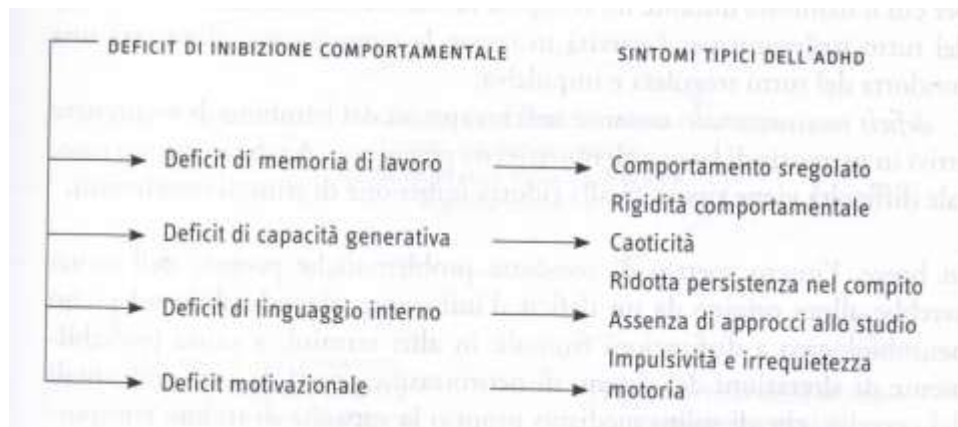 DEFICIT DI INIBIZIONE COMPORTAMENTALE
SINTOMI TIPICI DELL'ADHD
Deficit di memoria di lavoro
Comportamento sregolato
Rigidità comportamentale
Deficit di capacità generativa
Caoticità
Ridotta persistenza nel compito
Deficit di linguaggio interno
Assenza di approcci allo studio
Impulsività e irrequietezza
Deficit motivazionale
motoria